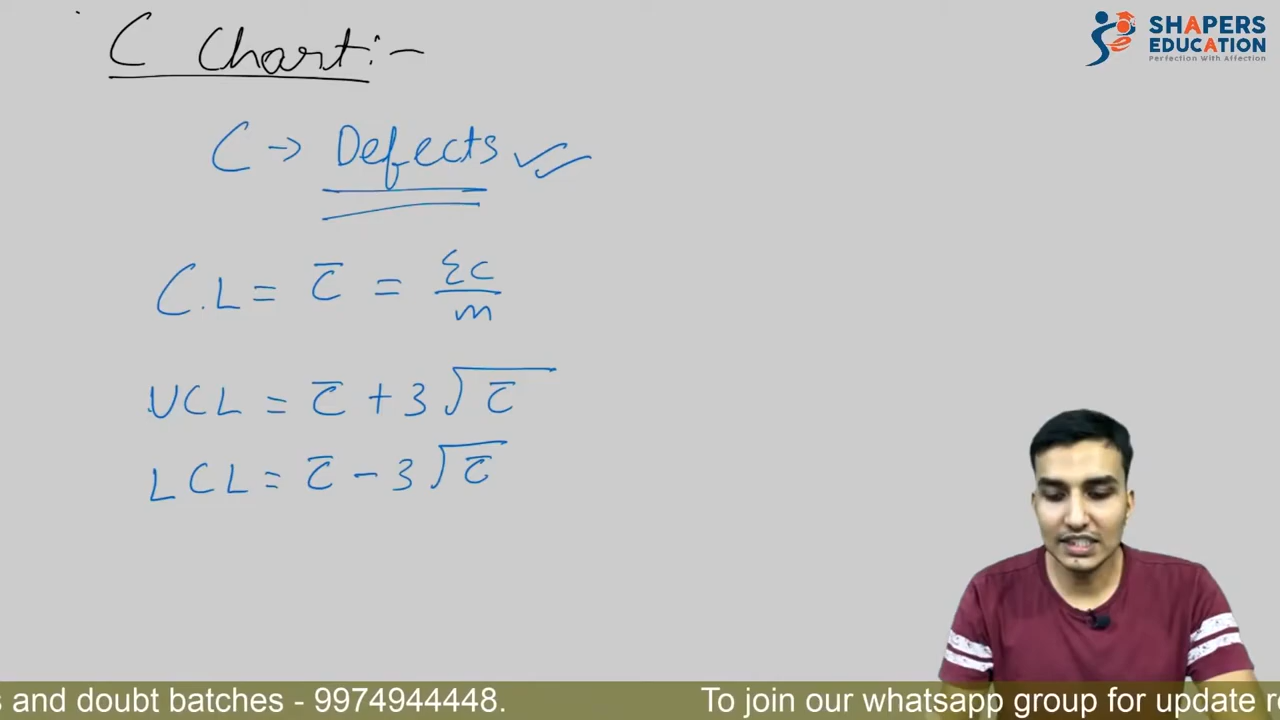 C Chart:-
SHAPERS
EDUCATION
Perfection With Affection
C → Defects
C.L = c̅ = Σc/m
UCL = c̅ + 3√c̅
LCL = c̅ - 3√c̅
s and doubt batches - 9974944448. To join our whatsapp group for update re